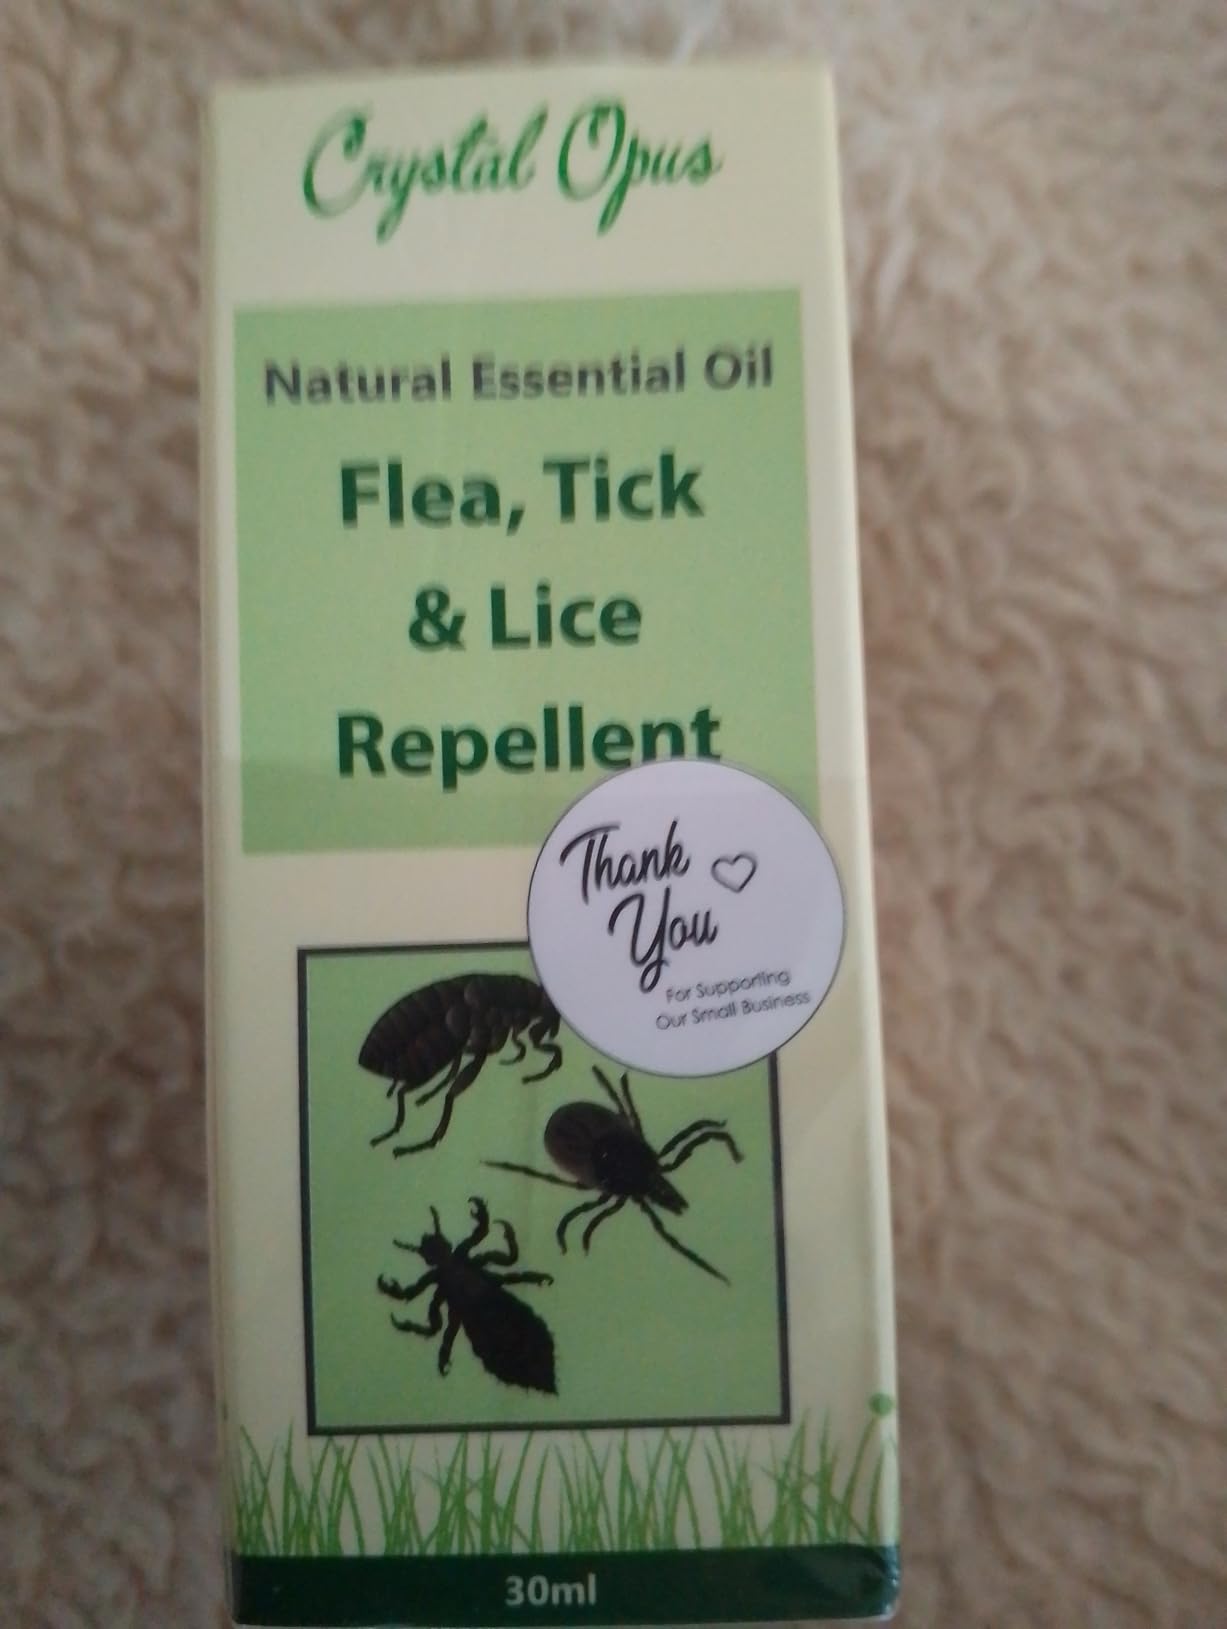 Crystal Opus
Natural Essential Oil
Flea, Tick
& Lice
Repellent
Thank
You
For Supporting
Our Small Business
30ml